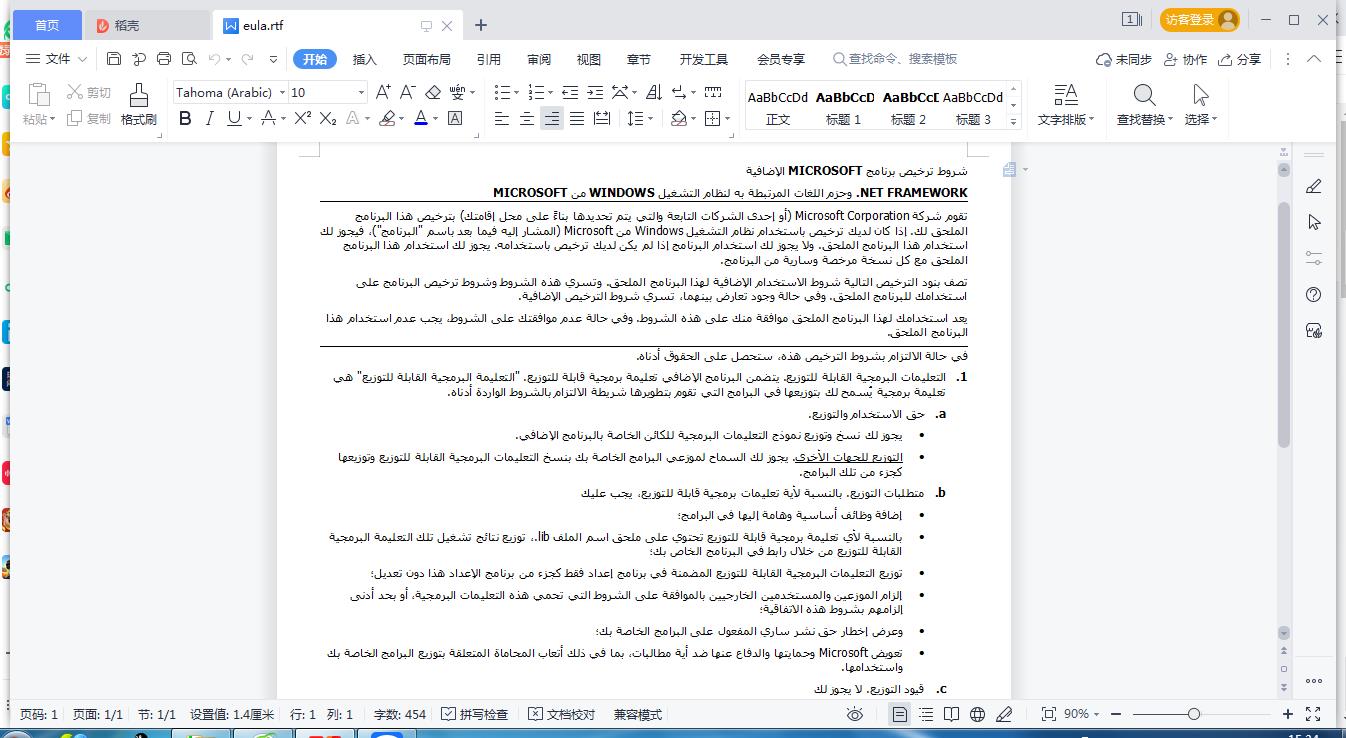 首页
稻壳
eula.rtf
访客登录
文件
开始
插入
页面布局
引用
审阅
视图
章节
开发工具
会员专享
查找命令、搜索模板
未同步
协作
分享
粘贴
剪切
复制
格式刷
Tahoma (Arabic)
10
AaBbCcDd AaBbCcD AaBbCcE AaBbCcDd
正文 标题 1 标题 2 标题 3
文字排版
查找替换
选择
شروط ترخيص برنامج MICROSOFT الإضافية
.NET FRAMEWORK وحزم اللغات المرتبطة به لنظام التشغيل WINDOWS من MICROSOFT
تقوم شركة Microsoft Corporation (أو إحدى الشركات التابعة والتي يتم تحديدها بناءً على محل إقامتك) بترخيص هذا البرنامج
الملحق لك. إذا كان لديك ترخيص باستخدام نظام التشغيل Windows من Microsoft (المشار إليه فيما بعد باسم "البرنامج")، فيجوز لك
استخدام هذا البرنامج الملحق. ولا يجوز لك استخدام البرنامج إذا لم يكن لديك ترخيص باستخدامه. يجوز لك استخدام هذا البرنامج
الملحق مع كل نسخة مرخصة وسارية من البرنامج.
تصف بنود الترخيص التالية شروط الاستخدام الإضافية لهذا البرنامج الملحق. وتسري هذه الشروط وشروط ترخيص البرنامج على
استخدامك للبرنامج الملحق. وفي حالة وجود تعارض بينهما، تسري شروط الترخيص الإضافية.
يعد استخدامك لهذا البرنامج الملحق موافقة منك على هذه الشروط. وفي حالة عدم موافقتك على الشروط، يجب عدم استخدام هذا
البرنامج الملحق.
في حالة الالتزام بشروط الترخيص هذه، ستحصل على الحقوق أدناه.
1. التعليمات البرمجية القابلة للتوزيع. يتضمن البرنامج الإضافي تعليمة برمجية قابلة للتوزيع. "التعليمة البرمجية القابلة للتوزيع" هي
تعليمة برمجية يُسمح لك بتوزيعها في البرامج التي تقوم بتطويرها شريطة الالتزام بالشروط الواردة أدناه.
a. حق الاستخدام والتوزيع.
• يجوز لك نسخ وتوزيع نموذج التعليمات البرمجية للكائن الخاصة بالبرنامج الإضافي.
• التوزيع للجهات الأخرى. يجوز لك السماح لموزعي البرامج الخاصة بك بنسخ التعليمات البرمجية القابلة للتوزيع وتوزيعها
كجزء من تلك البرامج.
b. متطلبات التوزيع. بالنسبة لأية تعليمات برمجية قابلة للتوزيع، يجب عليك
• إضافة وظائف أساسية وهامة إليها في البرامج؛
• بالنسبة لأي تعليمة برمجية قابلة للتوزيع تحتوي على ملحق اسم الملف lib.، توزيع نتائج تشغيل تلك التعليمة البرمجية
القابلة للتوزيع من خلال رابط في البرنامج الخاص بك؛
• توزيع التعليمات البرمجية القابلة للتوزيع المضمنة في برنامج إعداد فقط كجزء من برنامج الإعداد هذا دون تعديل؛
• إلزام الموزعين والمستخدمين الخارجيين بالموافقة على الشروط التي تحمي هذه التعليمات البرمجية، أو بحد أدنى
إلزامهم بشروط هذه الاتفاقية؛
• وعرض إخطار حق نشر ساري المفعول على البرامج الخاصة بك؛
• تعويض Microsoft وحمايتها والدفاع عنها ضد أية مطالبات، بما في ذلك أتعاب المحاماة المتعلقة بتوزيع البرامج الخاصة بك
واستخدامها.
c. قيود التوزيع. لا يجوز لك
页码: 1 页面: 1/1 节: 1/1 设置值: 1.4厘米 行: 1 列: 1 字数: 454 拼写检查 文档校对 兼容模式 90%